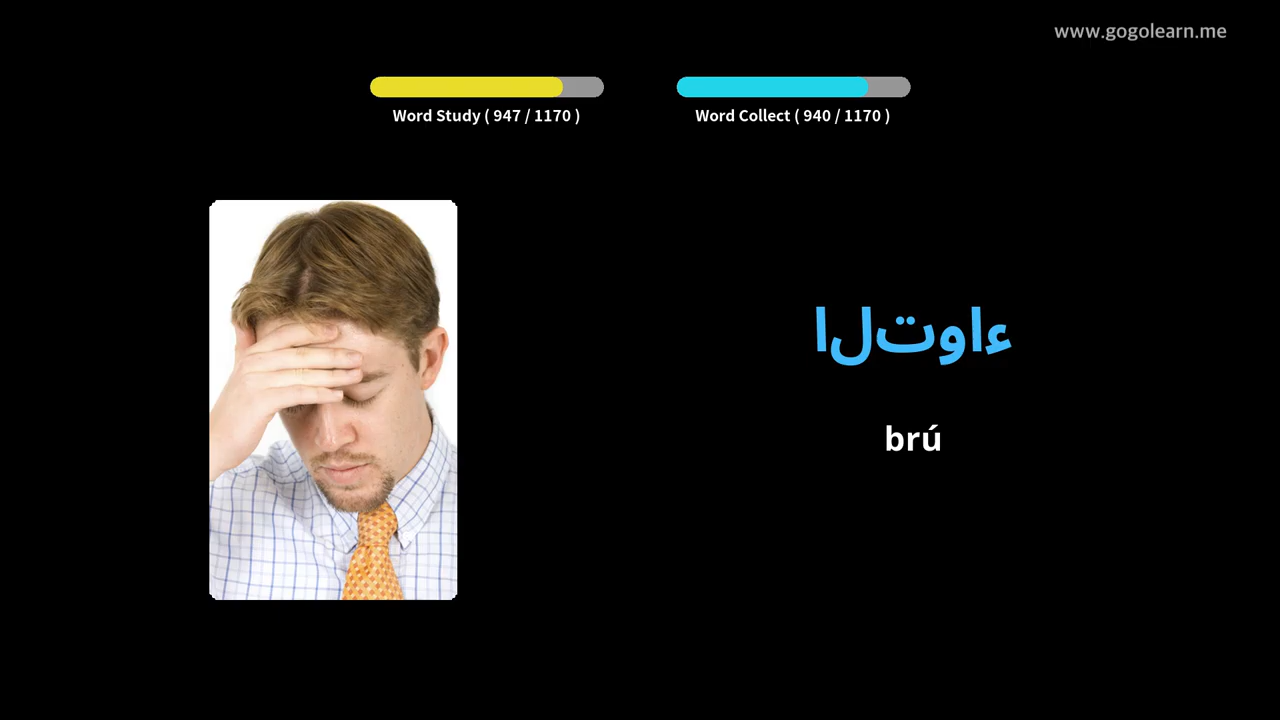 www.gogolearn.me
Word Study ( 947 / 1170 )
Word Collect ( 940 / 1170 )
التواء
brú